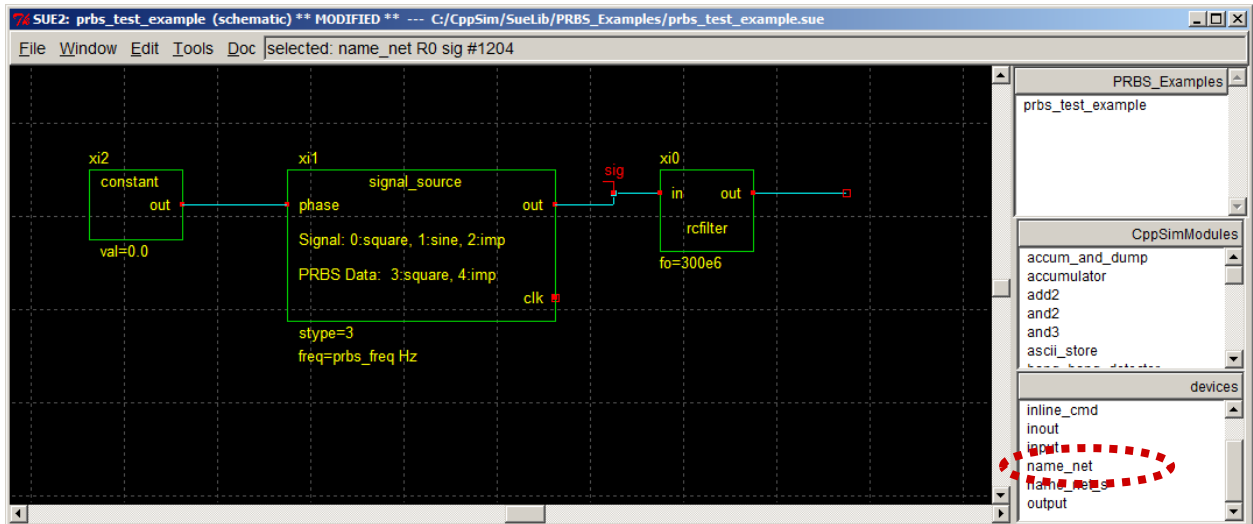 SUE2: prbs_test_example (schematic) ** MODIFIED ** --- C:/CppSim/SueLib/PRBS_Examples/prbs_test_example.sue
File Window Edit Tools Doc selected: name_net R0 sig #1204
xi2
constant
out
val=0.0
xi1
signal_source
phase
out
Signal: 0:square, 1:sine, 2:imp
PRBS Data: 3:square, 4:imp
clk
stype=3
freq=prbs_freq Hz
sig
xi0
in out
rcfilter
fo=300e6
PRBS_Examples
prbs_test_example
CppSimModules
accum_and_dump
accumulator
add2
and2
and3
ascii_store
devices
inline_cmd
inout
input
name_net
name_net_s
output